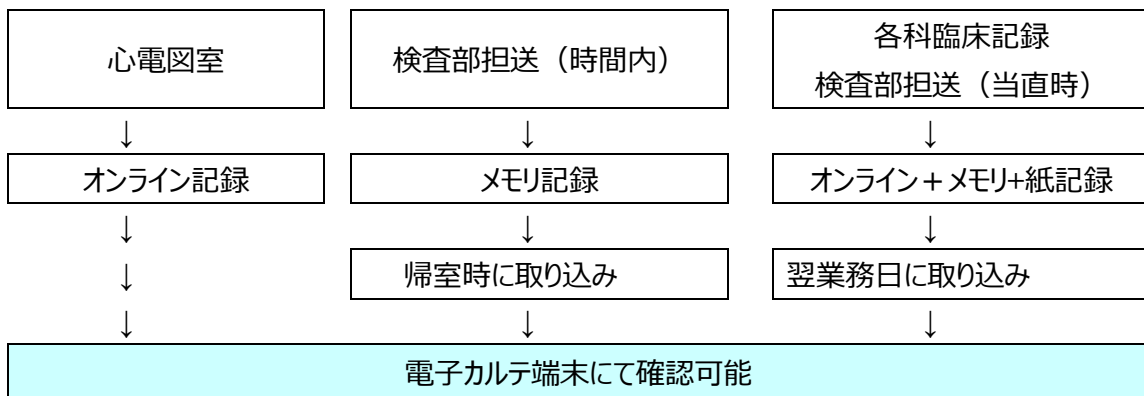 心電図室
検査部担送（時間内）
各科臨床記録
検査部担送（当直時）
↓ ↓ ↓
オンライン記録
メモリ記録
オンライン＋メモリ+紙記録
↓ ↓ ↓
↓
帰室時に取り込み
翌業務日に取り込み
↓ ↓ ↓
電子カルテ端末にて確認可能